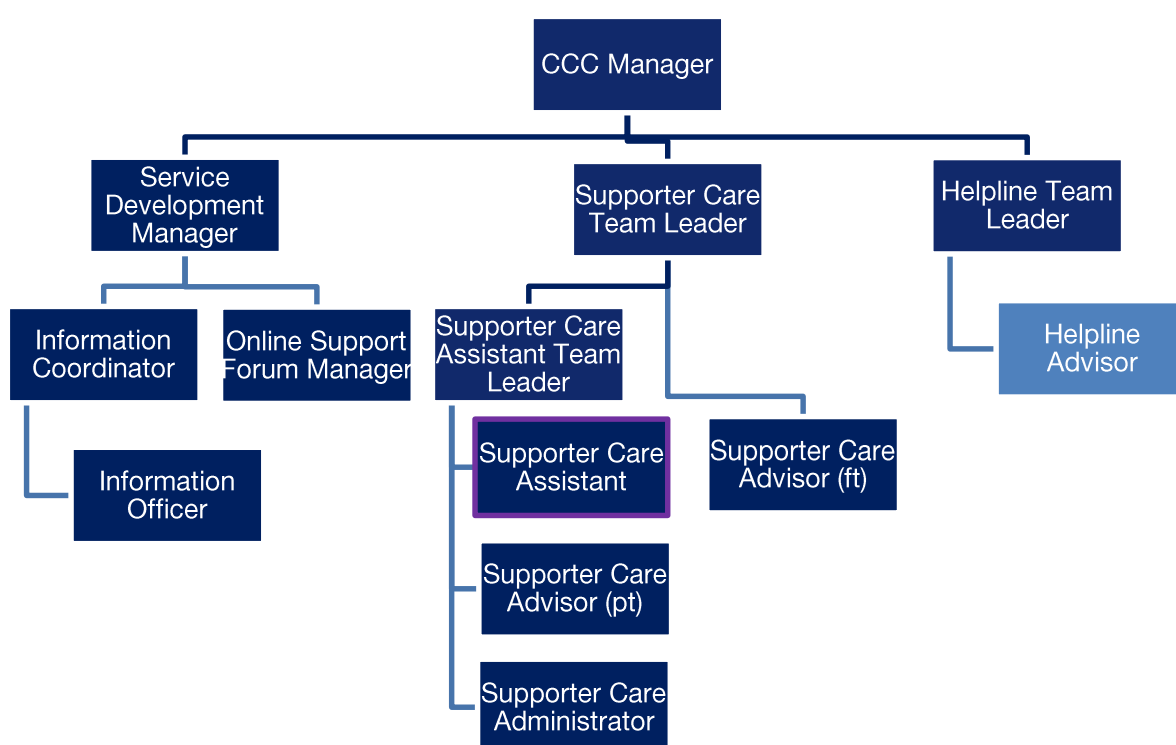 CCC Manager
Service
Development
Manager
Supporter Care
Team Leader
Helpline Team
Leader
Information
Coordinator
Online Support
Forum Manager
Supporter Care
Assistant Team
Leader
Helpline
Advisor
Information
Officer
Supporter Care
Assistant
Supporter Care
Advisor (ft)
Supporter Care
Advisor (pt)
Supporter Care
Administrator